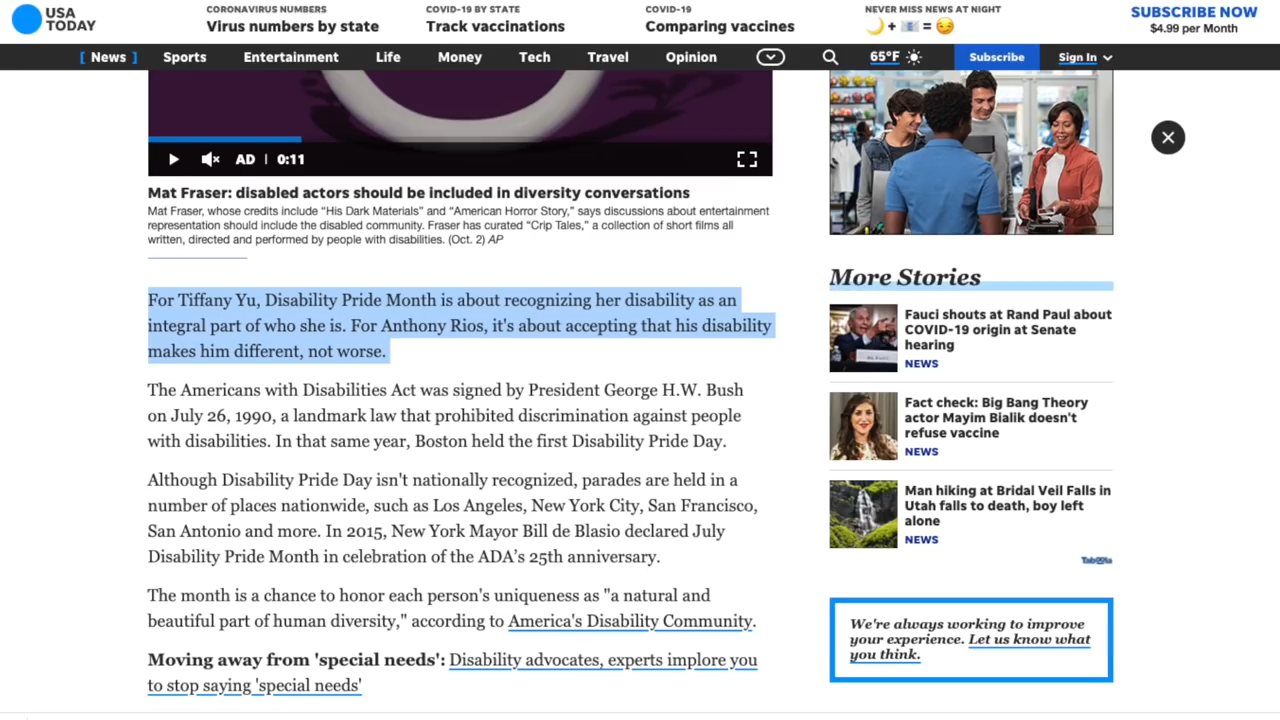 USA
TODAY
CORONAVIRUS NUMBERS
Virus numbers by state
COVID-19 BY STATE
Track vaccinations
COVID-19
Comparing vaccines
NEVER MISS NEWS AT NIGHT
🌙 + 📧 = 😏
SUBSCRIBE NOW
$4.99 per Month
[ News ]
Sports
Entertainment
Life
Money
Tech
Travel
Opinion
65°F
Subscribe
Sign In
AD | 0:11
Mat Fraser: disabled actors should be included in diversity conversations
Mat Fraser, whose credits include “His Dark Materials” and “American Horror Story,” says discussions about entertainment
representation should include the disabled community. Fraser has curated “Crip Tales,” a collection of short films all
written, directed and performed by people with disabilities. (Oct. 2) AP
For Tiffany Yu, Disability Pride Month is about recognizing her disability as an
integral part of who she is. For Anthony Rios, it's about accepting that his disability
makes him different, not worse.
The Americans with Disabilities Act was signed by President George H.W. Bush
on July 26, 1990, a landmark law that prohibited discrimination against people
with disabilities. In that same year, Boston held the first Disability Pride Day.
Although Disability Pride Day isn't nationally recognized, parades are held in a
number of places nationwide, such as Los Angeles, New York City, San Francisco,
San Antonio and more. In 2015, New York Mayor Bill de Blasio declared July
Disability Pride Month in celebration of the ADA’s 25th anniversary.
The month is a chance to honor each person's uniqueness as "a natural and
beautiful part of human diversity," according to America's Disability Community.
Moving away from 'special needs': Disability advocates, experts implore you
to stop saying 'special needs'
More Stories
Fauci shouts at Rand Paul about
COVID-19 origin at Senate
hearing
NEWS
Fact check: Big Bang Theory
actor Mayim Bialik doesn't
refuse vaccine
NEWS
Man hiking at Bridal Veil Falls in
Utah falls to death, boy left
alone
NEWS
Taboola
We're always working to improve
your experience. Let us know what
you think.